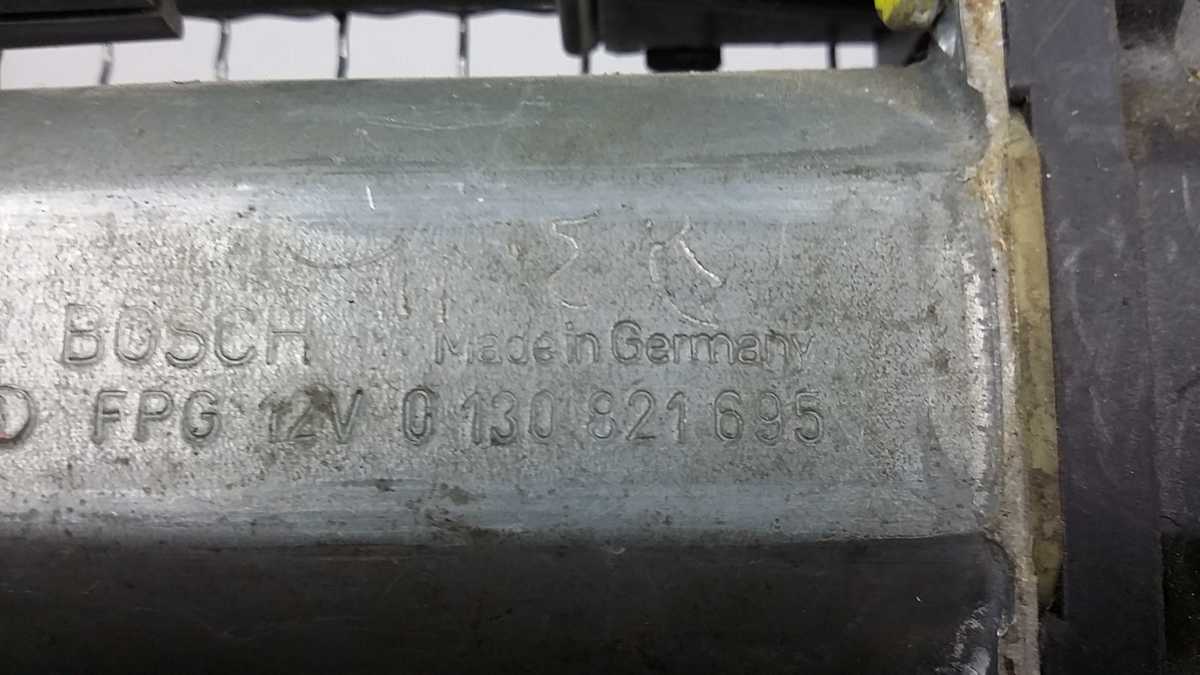 BOSCH Made in Germany
FPG 12V 0 130 821 695